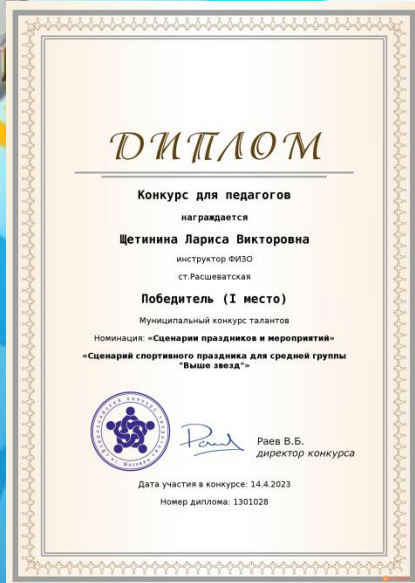 ДИПЛОМ
Конкурс для педагогов
награждается
Щетинина Лариса Викторовна
инструктор ФИЗО
ст.Расшеватская
Победитель (I место)
Муниципальный конкурс талантов
Номинация: «Сценарии праздников и мероприятий»
«Сценарий спортивного праздника для средней группы
"Выше звезд"»
Раев В.Б.
директор конкурса
Дата участия в конкурсе: 14.4.2023
Номер диплома: 1301028